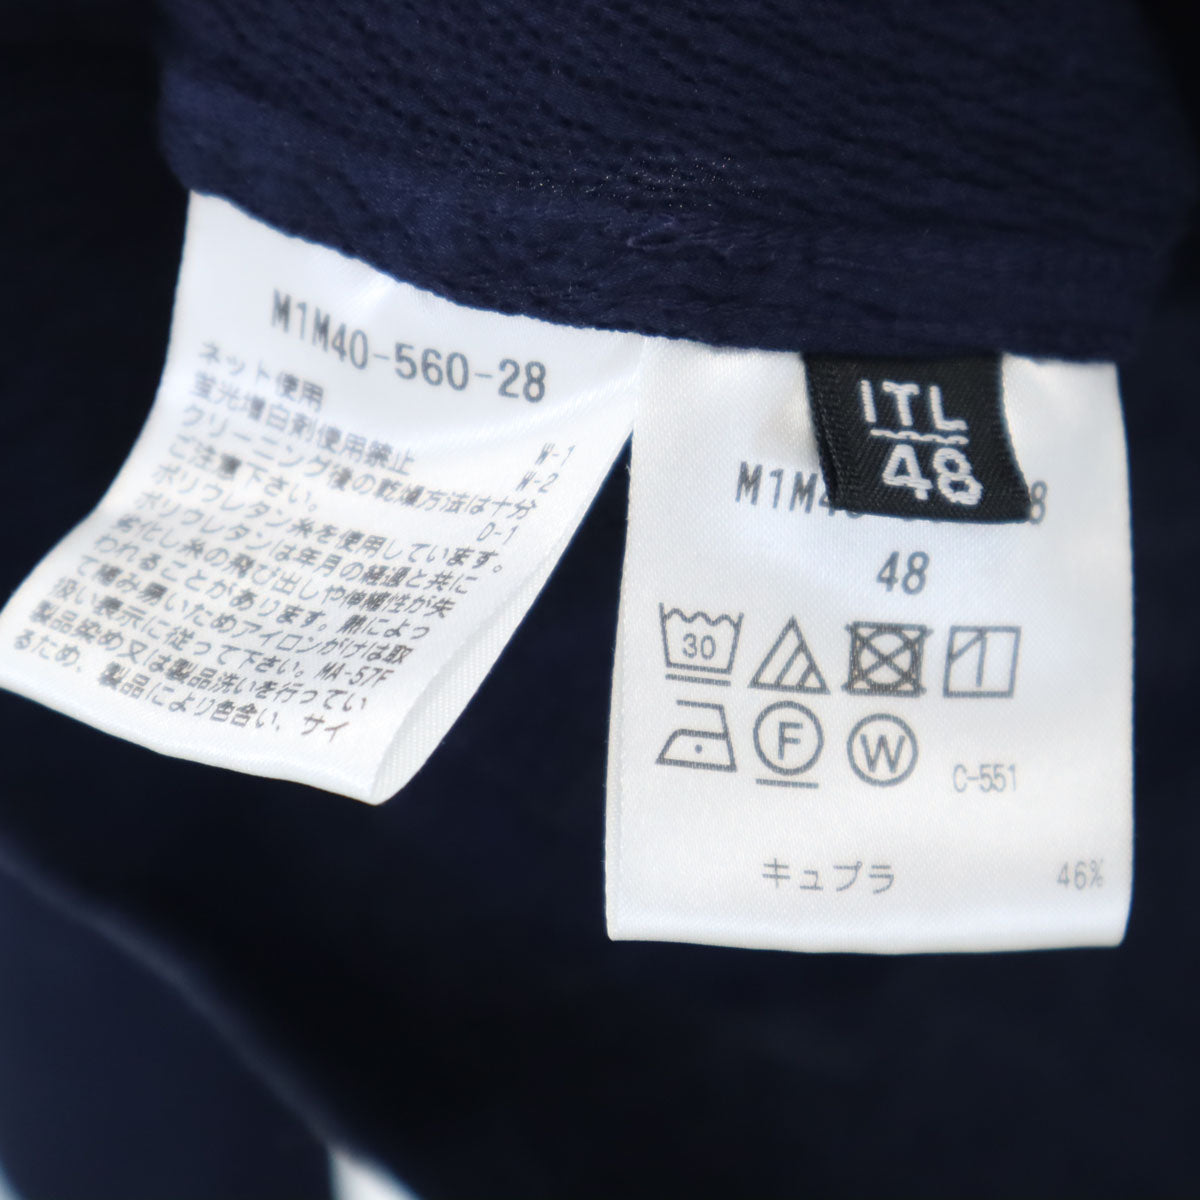 M1M40-560-28
ネット使用 W-1
蛍光増白剤使用禁止 W-2
クリーニング後の乾燥方法は十分
ご注意下さい。 D-1
ポリウレタン糸を使用しています。
ポリウレタンは年月の経過と共に
劣化し糸の飛び出しや伸縮性が失
われることがあります。熱によっ
て縮み易いためアイロンがけは取
扱い表示に従って下さい。 MA-57F
製品染め又は製品洗いを行ってい
るため、製品により色合い、サイ
ITL
48
M1M4 8
48
30
F W C-551
キュプラ 46%